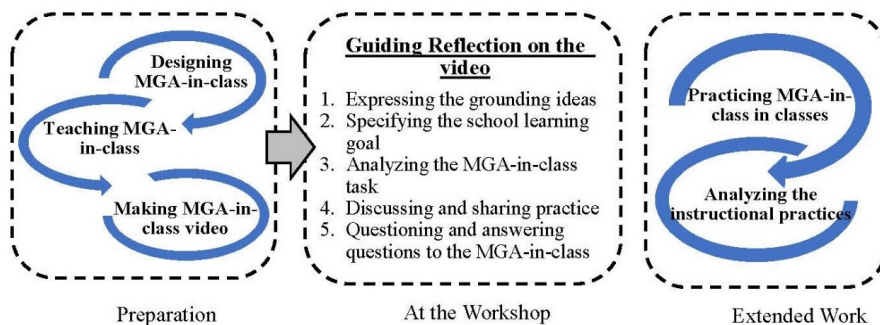 Designing
MGA-in-class
Teaching MGA-
in-class
Making MGA-in-
class video
Guiding Reflection on the
video
1. Expressing the grounding ideas
2. Specifying the school learning
goal
3. Analyzing the MGA-in-class
task
4. Discussing and sharing practice
5. Questioning and answering
questions to the MGA-in-class
Practicing MGA-in-
class in classes
Analyzing the
instructional practices
Preparation
At the Workshop
Extended Work